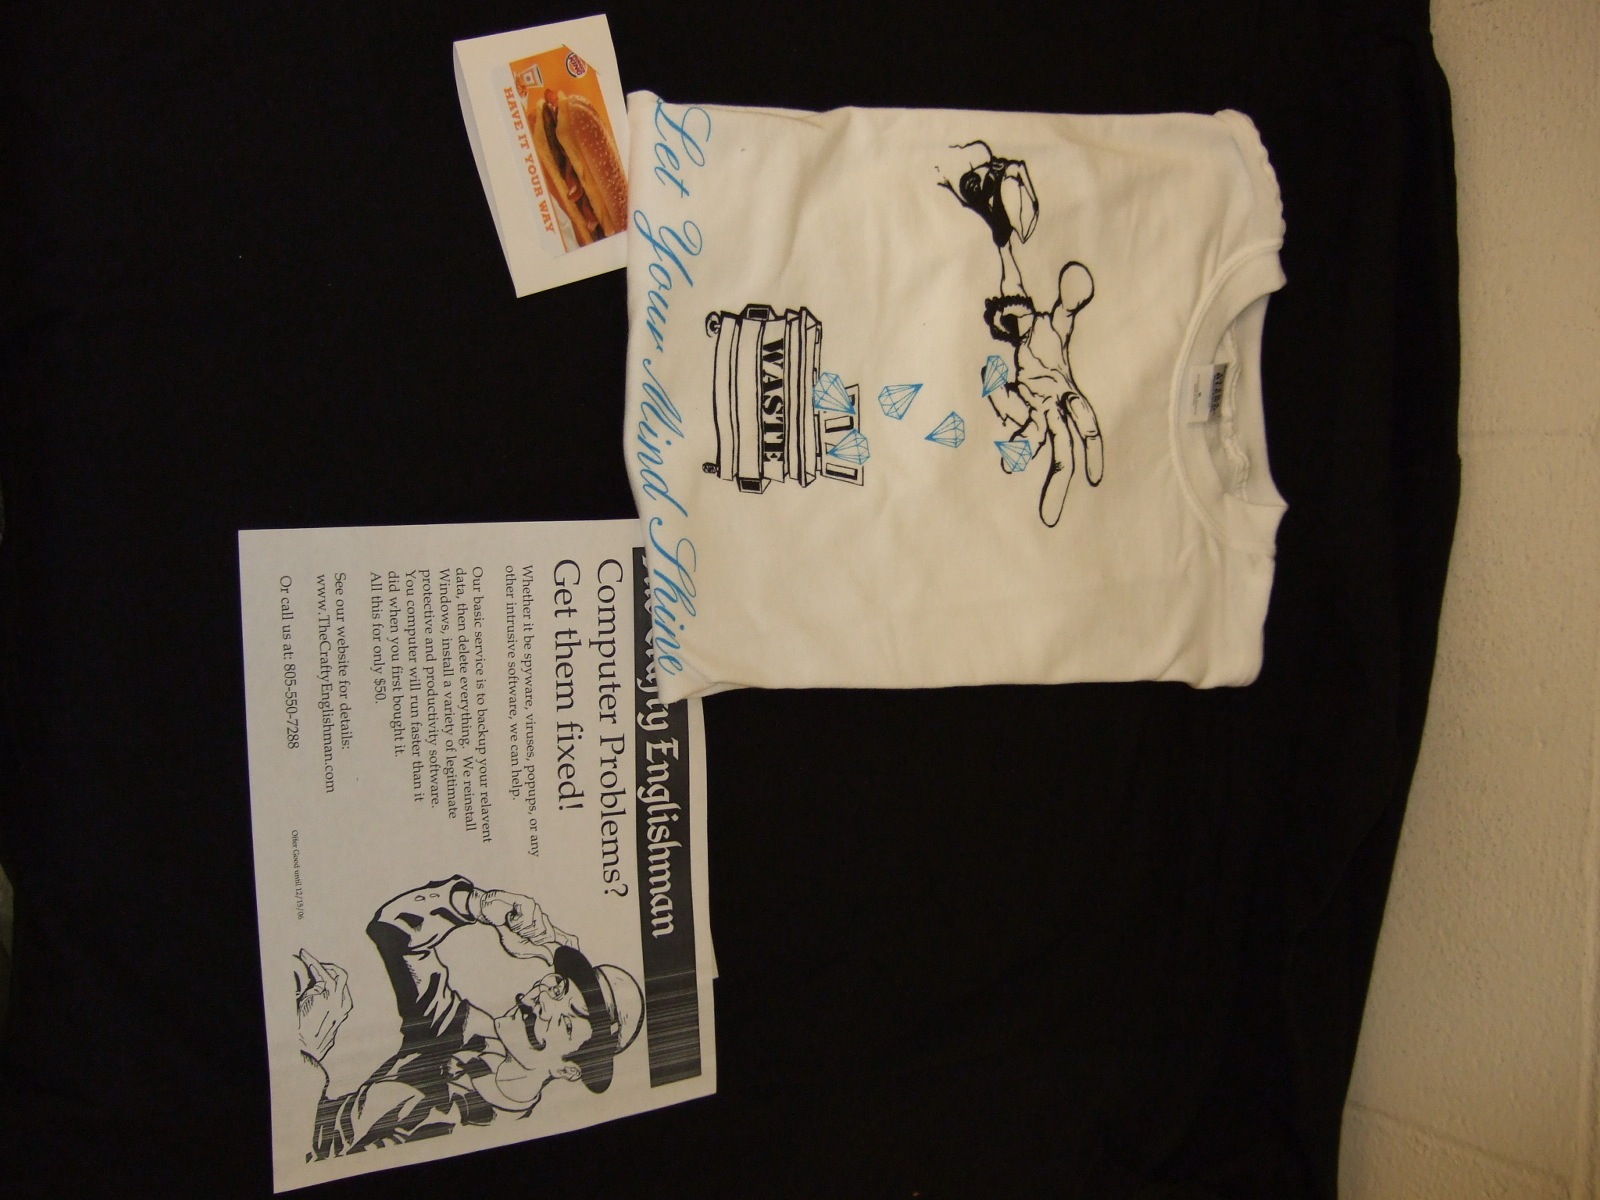 WASTE
Let Your Mind Shine
BURGER KING
HAVE IT YOUR WAY
The Crafty Englishman
Computer Problems?
Get them fixed!
Whether it be spyware, viruses, popups, or any
other intrusive software, we can help.
Our basic service is to backup your relavent
data, then delete everything. We reinstall
Windows, install a variety of legitimate
protective and productivity software.
You computer will run faster than it
did when you first bought it.
All this for only $50.
See our website for details:
www.TheCraftyEnglishman.com
Or call us at: 805-550-7288
Offer Good until 12/15/06